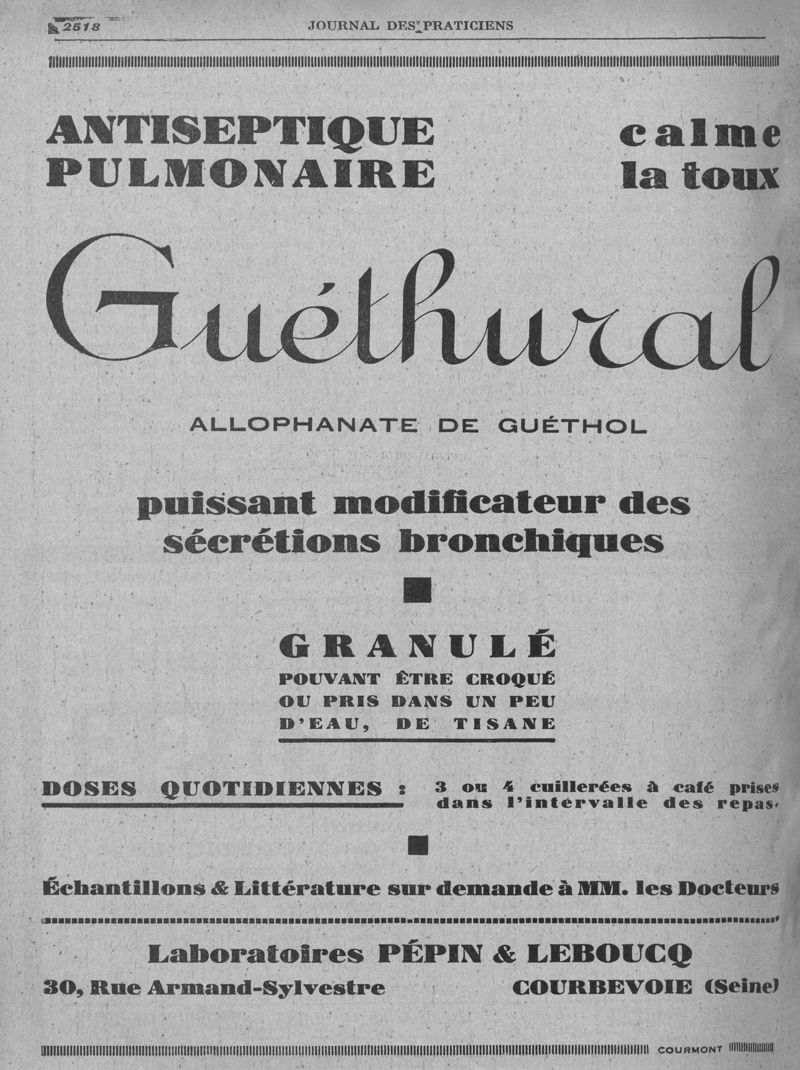 2518
JOURNAL DES PRATICIENS
ANTISEPTIQUE
PULMONAIRE
calme
la toux
Guéthural
ALLOPHANATE DE GUÉTHOL
puissant modificateur des
sécrétions bronchiques
GRANULÉ
POUVANT ÊTRE CROQUÉ
OU PRIS DANS UN PEU
D'EAU, DE TISANE
DOSES QUOTIDIENNES :
3 ou 4 cuillerées à café prises
dans l'intervalle des repas.
Échantillons & Littérature sur demande à MM. les Docteurs
Laboratoires PÉPIN & LEBOUCQ
30, Rue Armand-Sylvestre
COURBEVOIE (Seine)
COURMONT